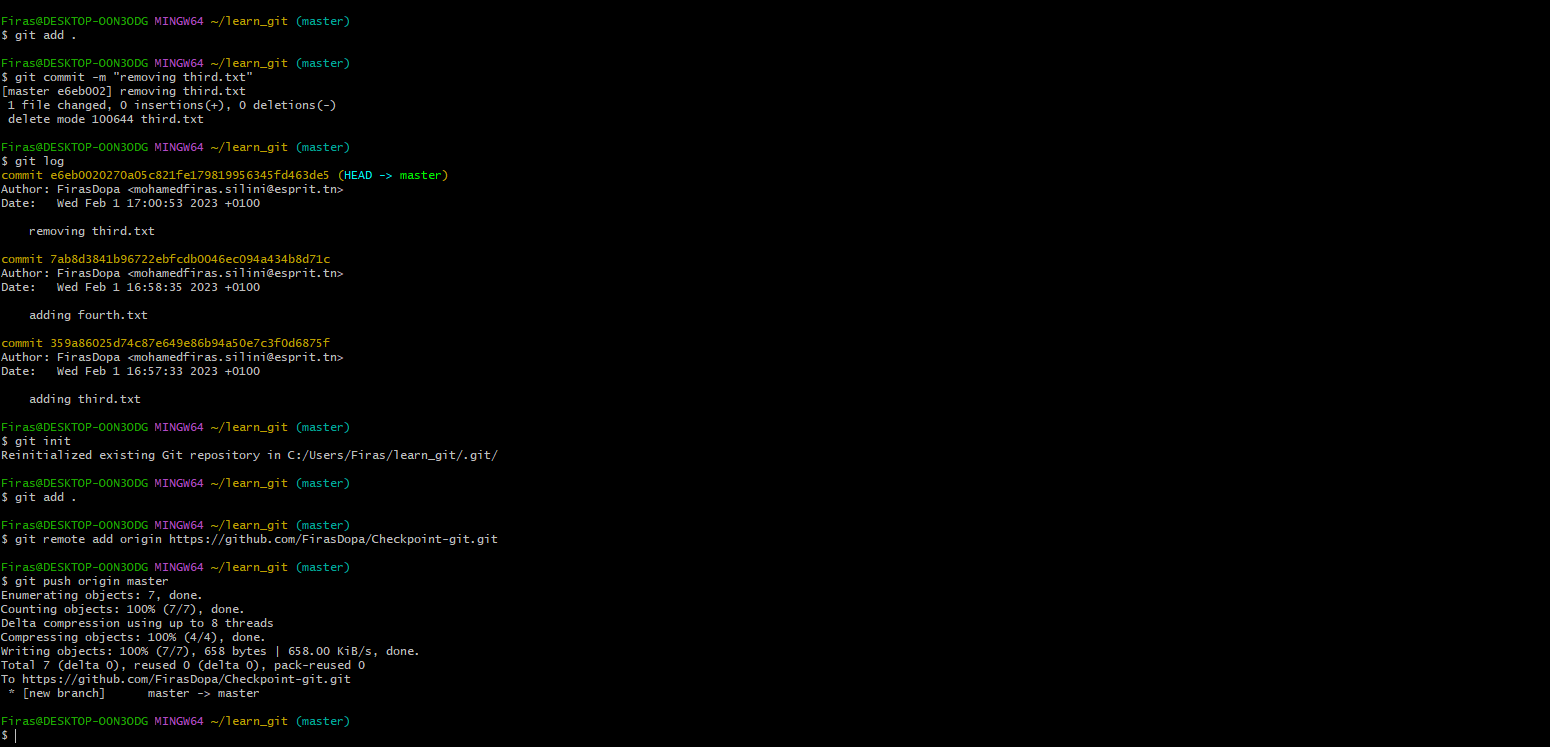 Firas@DESKTOP-OON3ODG MINGW64 ~/learn_git (master)
$ git add .
Firas@DESKTOP-OON3ODG MINGW64 ~/learn_git (master)
$ git commit -m "removing third.txt"
[master e6eb002] removing third.txt
 1 file changed, 0 insertions(+), 0 deletions(-)
 delete mode 100644 third.txt
Firas@DESKTOP-OON3ODG MINGW64 ~/learn_git (master)
$ git log
commit e6eb0020270a05c821fe179819956345fd463de5 (HEAD -> master)
Author: FirasDopa <mohamedfiras.silini@esprit.tn>
Date:   Wed Feb 1 17:00:53 2023 +0100
    removing third.txt
commit 7ab8d3841b96722ebfcdb0046ec094a434b8d71c
Author: FirasDopa <mohamedfiras.silini@esprit.tn>
Date:   Wed Feb 1 16:58:35 2023 +0100
    adding fourth.txt
commit 359a86025d74c87e649e86b94a50e7c3f0d6875f
Author: FirasDopa <mohamedfiras.silini@esprit.tn>
Date:   Wed Feb 1 16:57:33 2023 +0100
    adding third.txt
Firas@DESKTOP-OON3ODG MINGW64 ~/learn_git (master)
$ git init
Reinitialized existing Git repository in C:/Users/Firas/learn_git/.git/
Firas@DESKTOP-OON3ODG MINGW64 ~/learn_git (master)
$ git add .
Firas@DESKTOP-OON3ODG MINGW64 ~/learn_git (master)
$ git remote add origin https://github.com/FirasDopa/Checkpoint-git.git
Firas@DESKTOP-OON3ODG MINGW64 ~/learn_git (master)
$ git push origin master
Enumerating objects: 7, done.
Counting objects: 100% (7/7), done.
Delta compression using up to 8 threads
Compressing objects: 100% (4/4), done.
Writing objects: 100% (7/7), 658 bytes | 658.00 KiB/s, done.
Total 7 (delta 0), reused 0 (delta 0), pack-reused 0
To https://github.com/FirasDopa/Checkpoint-git.git
 * [new branch]      master -> master
Firas@DESKTOP-OON3ODG MINGW64 ~/learn_git (master)
$